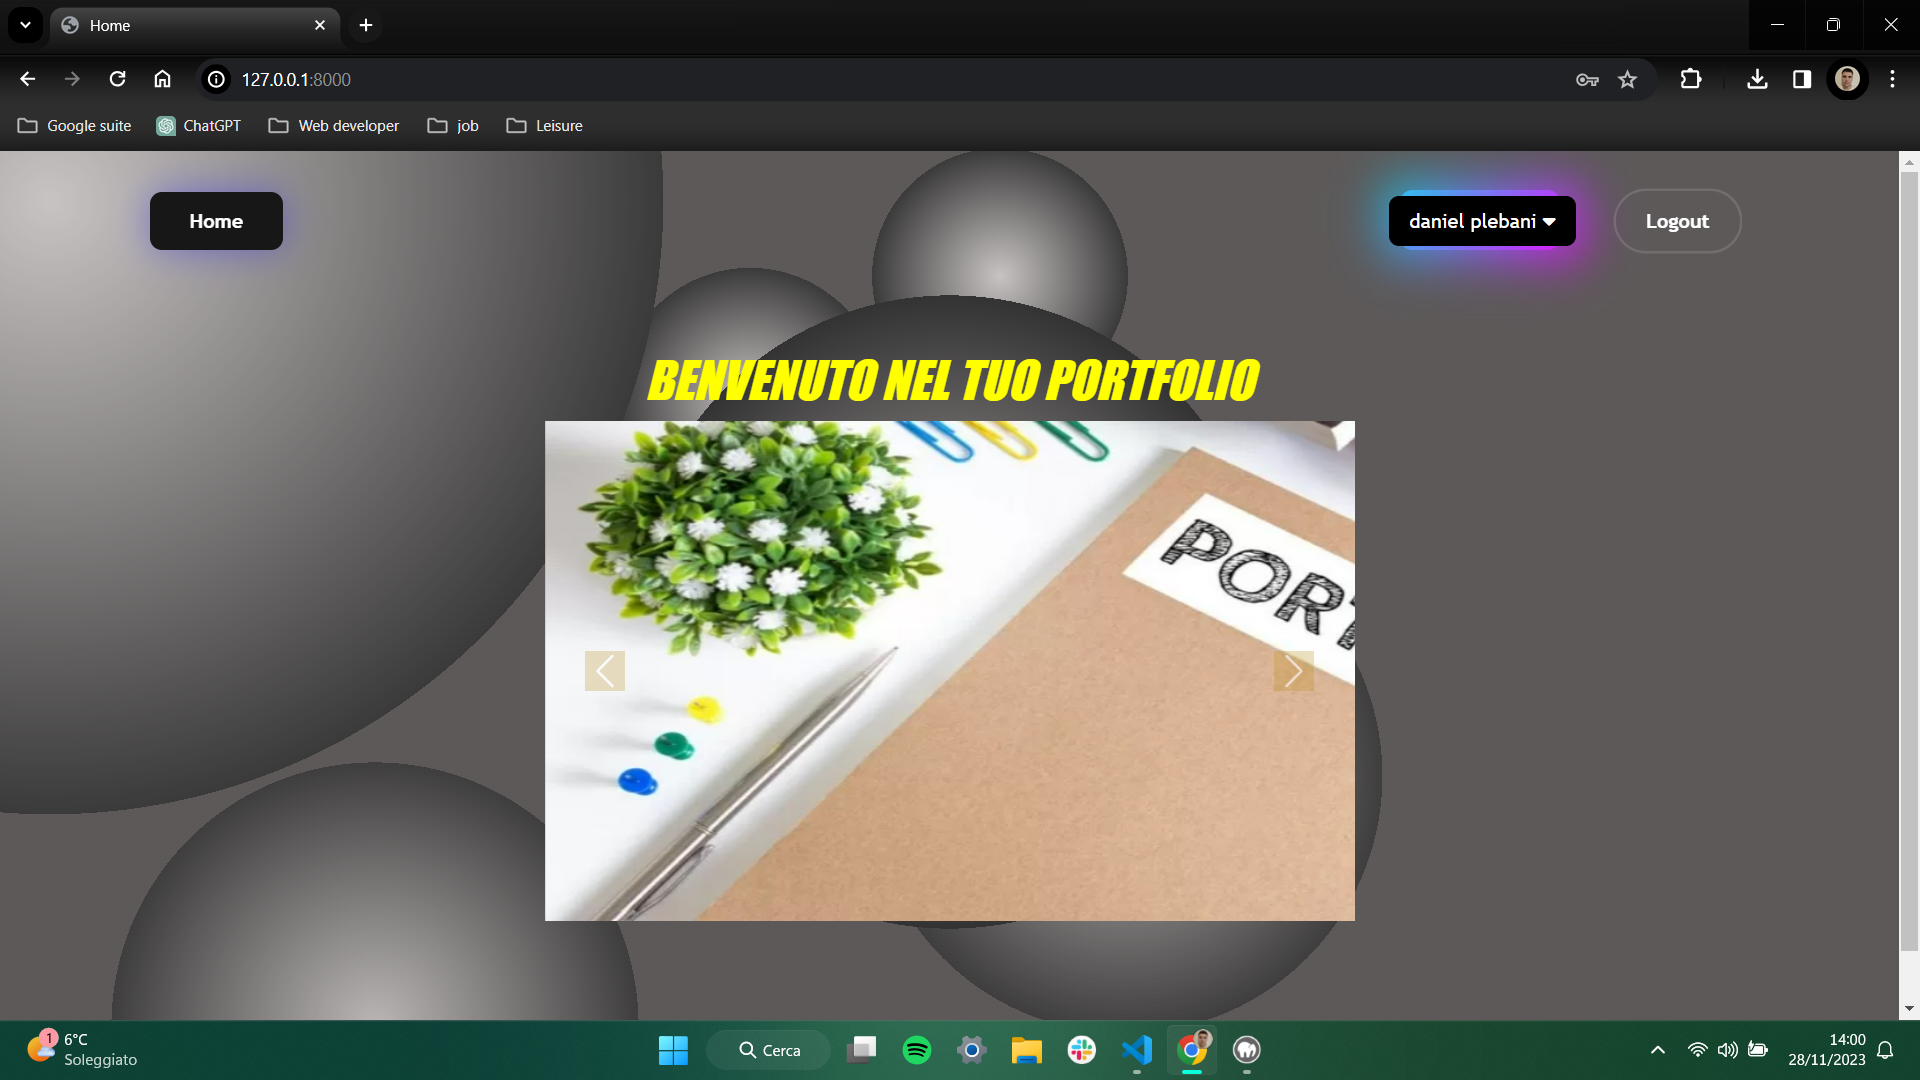 Home
127.0.0.1:8000
Google suite
ChatGPT
Web developer
job
Leisure
Home
daniel plebani
Logout
BENVENUTO NEL TUO PORTFOLIO
PORT
1
6°C
Soleggiato
Cerca
14:00
28/11/2023